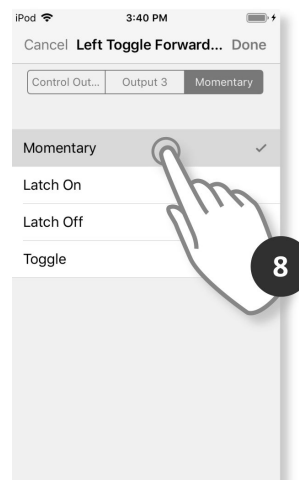 iPod 3:40 PM
Cancel Left Toggle Forward... Done
Control Out... Output 3 Momentary
Momentary
Latch On
Latch Off
Toggle
8